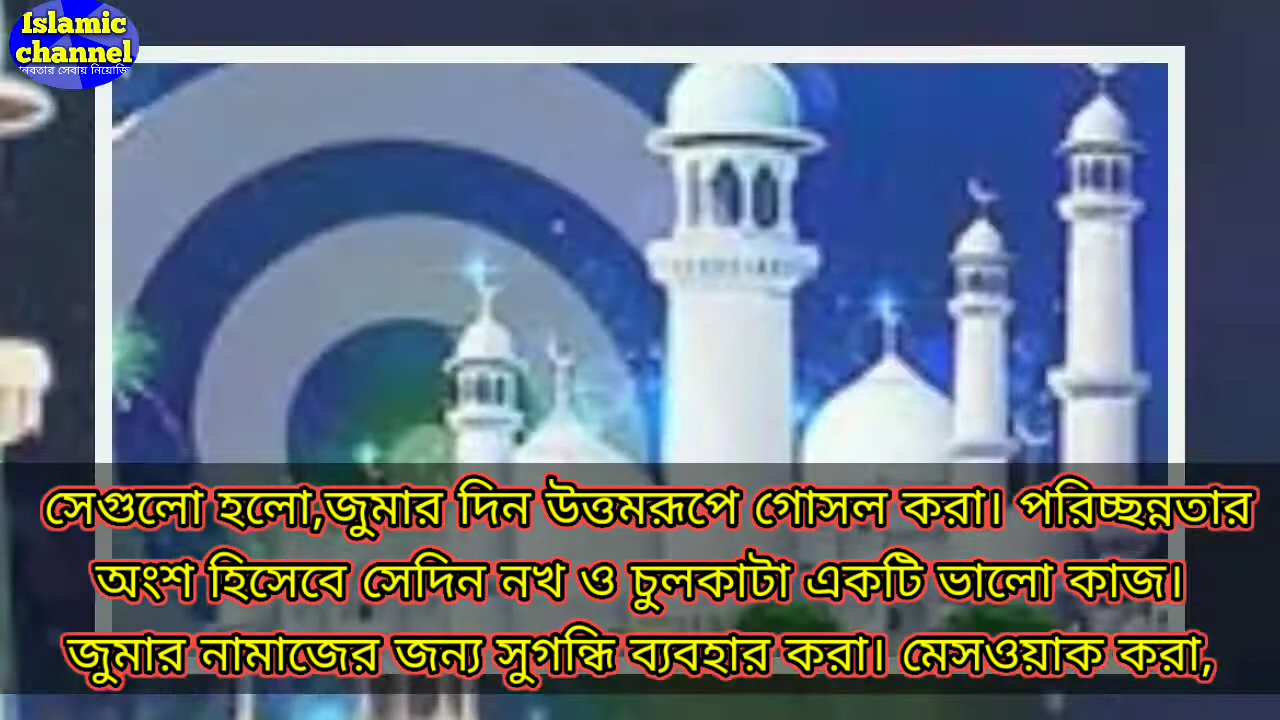 Islamic
channel
সেবায়
সেগুলো হলো,জুমার দিন উত্তমরূপে গোসল করা। পরিচ্ছন্নতার
অংশ হিসেবে সেদিন নখ ও চুলকাটা একটি ভালো কাজ।
জুমার নামাজের জন্য সুগন্ধি ব্যবহার করা। মেসওয়াক করা,